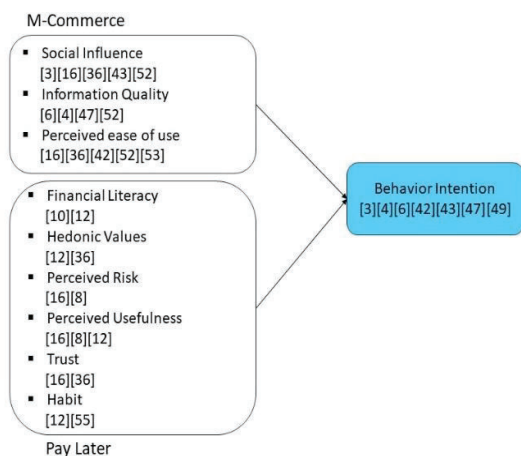 M-Commerce
▪ Social Influence
[3][16][36][43][52]
▪ Information Quality
[6][4][47][52]
▪ Perceived ease of use
[16][36][42][52][53]
▪ Financial Literacy
[10][12]
▪ Hedonic Values
[12][36]
▪ Perceived Risk
[16][8]
▪ Perceived Usefulness
[16][8][12]
▪ Trust
[16][36]
▪ Habit
[12][55]
Pay Later
Behavior Intention
[3][4][6][42][43][47][49]